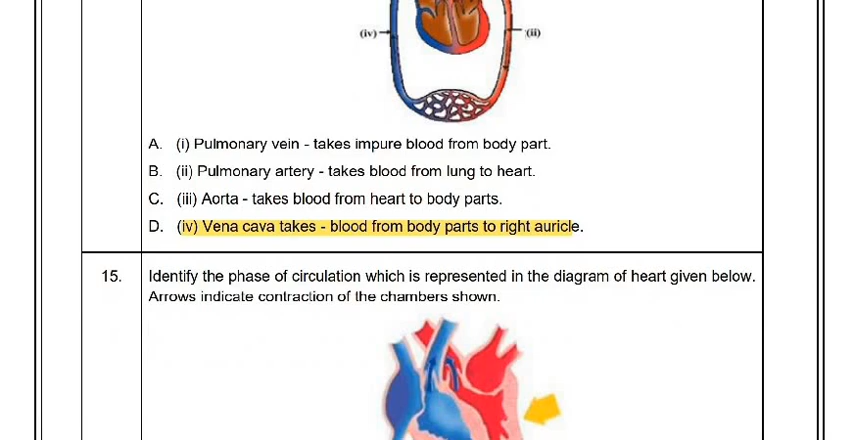 (iv)
(ii)
A. (i) Pulmonary vein - takes impure blood from body part.
B. (ii) Pulmonary artery - takes blood from lung to heart.
C. (iii) Aorta - takes blood from heart to body parts.
D. (iv) Vena cava takes - blood from body parts to right auricle.
15. Identify the phase of circulation which is represented in the diagram of heart given below.
Arrows indicate contraction of the chambers shown.